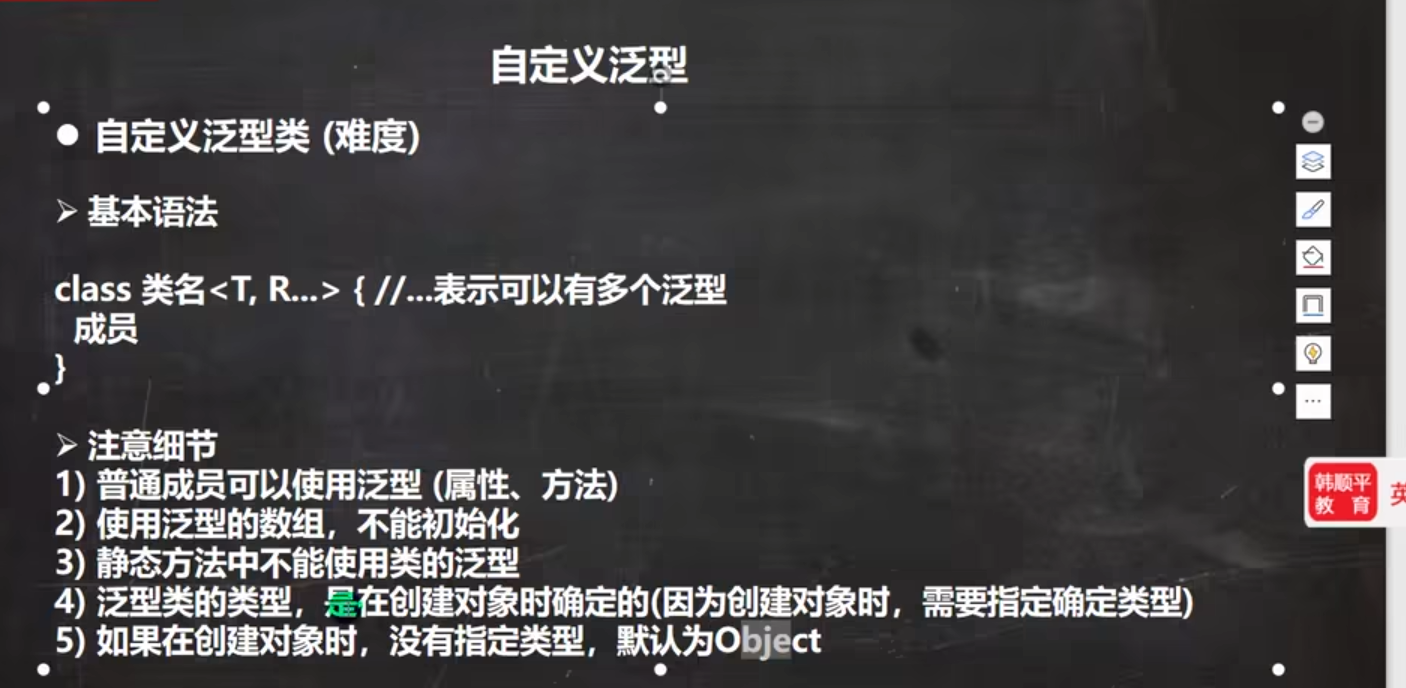 自定义泛型
● 自定义泛型类 (难度)
➢ 基本语法
class 类名<T, R...> { //...表示可以有多个泛型
成员
}
➢ 注意细节
1) 普通成员可以使用泛型 (属性、方法)
2) 使用泛型的数组，不能初始化
3) 静态方法中不能使用类的泛型
4) 泛型类的类型，是在创建对象时确定的(因为创建对象时，需要指定确定类型)
5) 如果在创建对象时，没有指定类型，默认为Object
韩顺平
教 育
英